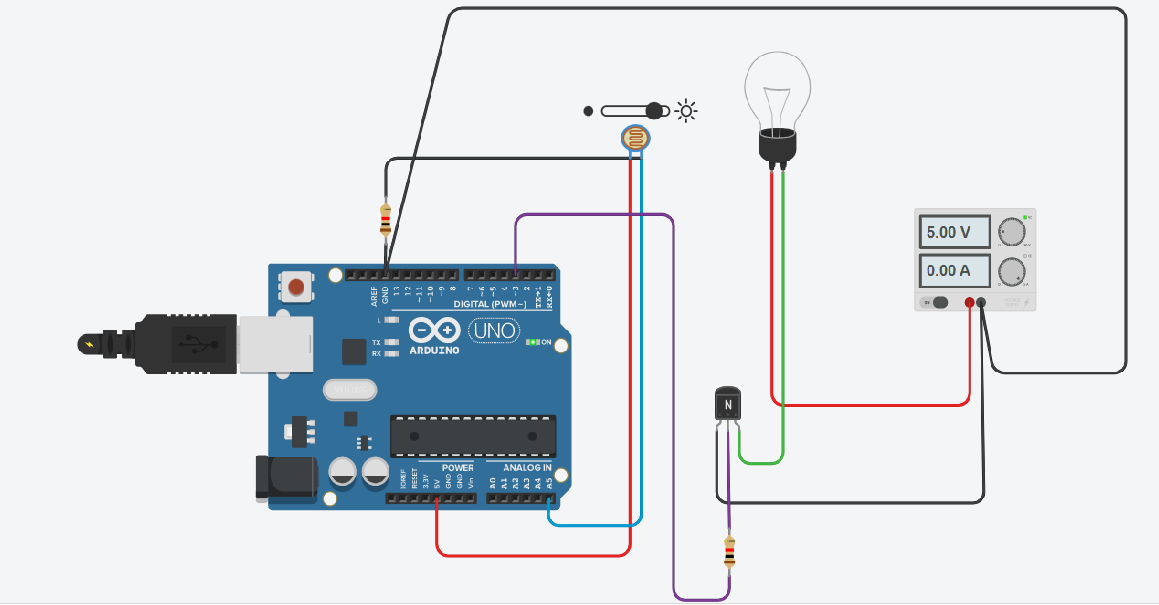 5.00 V
0.00 A
AREF
GND
13
12
~11
~10
~9
8
7
~6
~5
4
~3
2
TX→1
RX←0
DIGITAL (PWM~)
L
TX
RX
UNO
ARDUINO
ON
N
POWER
ANALOG IN
IOREF
RESET
3.3V
5V
GND
GND
Vin
A0
A1
A2
A3
A4
A5